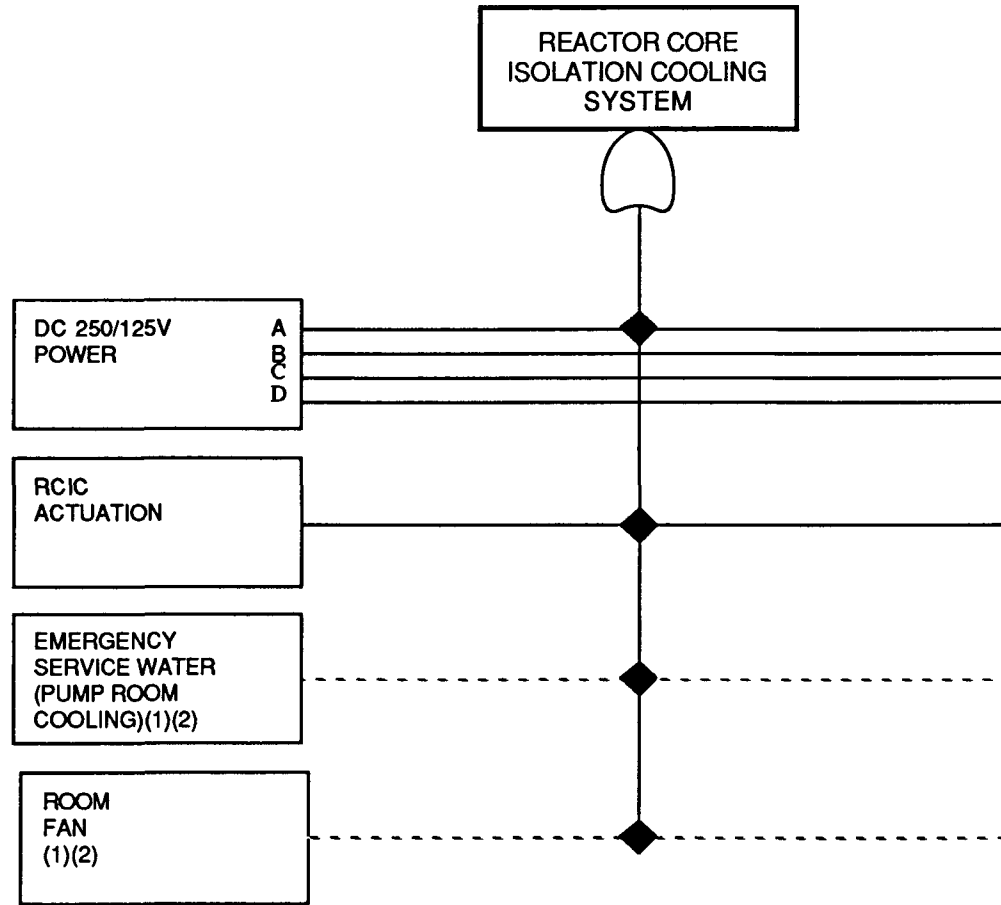 REACTOR CORE
ISOLATION COOLING
SYSTEM
DC 250/125V A
POWER B
C
D
RCIC
ACTUATION
EMERGENCY
SERVICE WATER
(PUMP ROOM
COOLING)(1)(2)
ROOM
FAN
(1)(2)